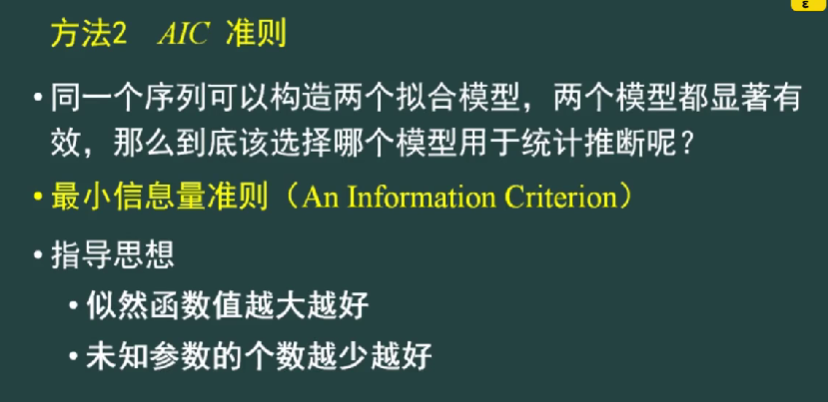 ε
方法2 AIC 准则
•同一个序列可以构造两个拟合模型，两个模型都显著有
效，那么到底该选择哪个模型用于统计推断呢？
•最小信息量准则（An Information Criterion）
•指导思想
•似然函数值越大越好
•未知参数的个数越少越好